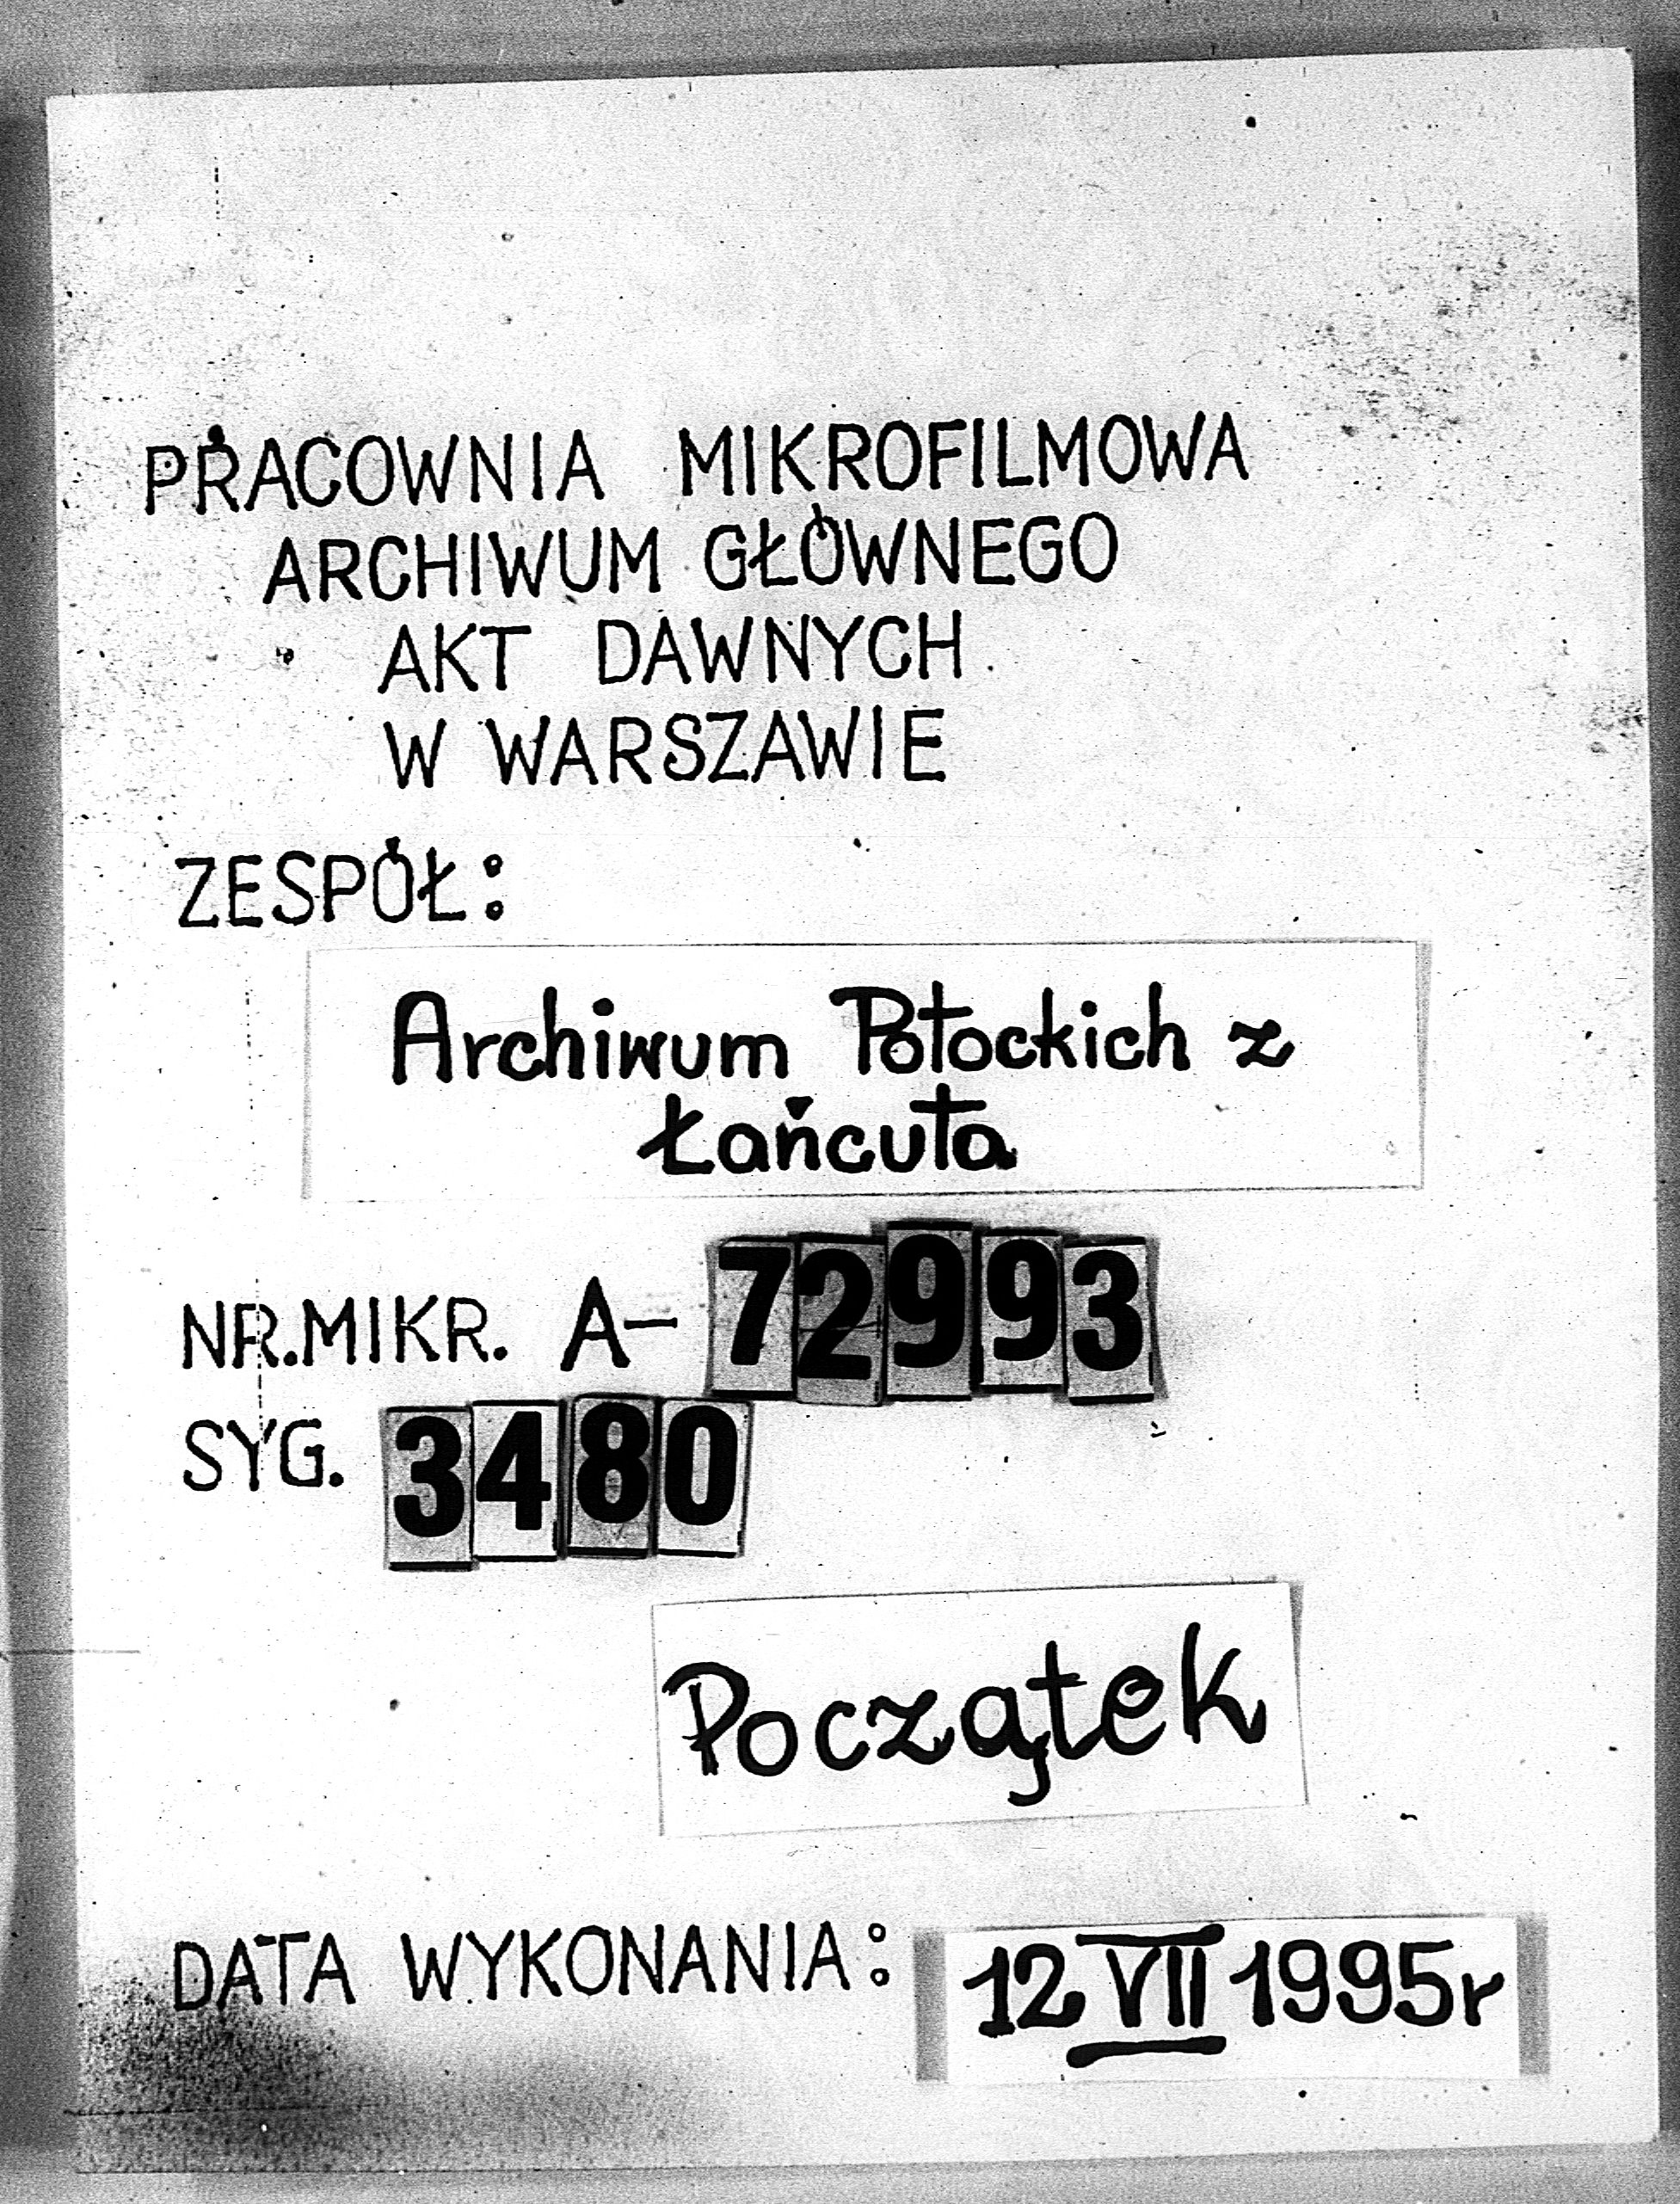 PRACOWNIA MIKROFILMOWA
ARCHIWUM GŁÓWNEGO
AKT DAWNYCH
W WARSZAWIE
ZESPÓŁ:
Archiwum Potockich z
Łańcuta
NR.MIKR. A-72993
SYG. 3480
Początek
DATA WYKONANIA: 12 VII 1995r